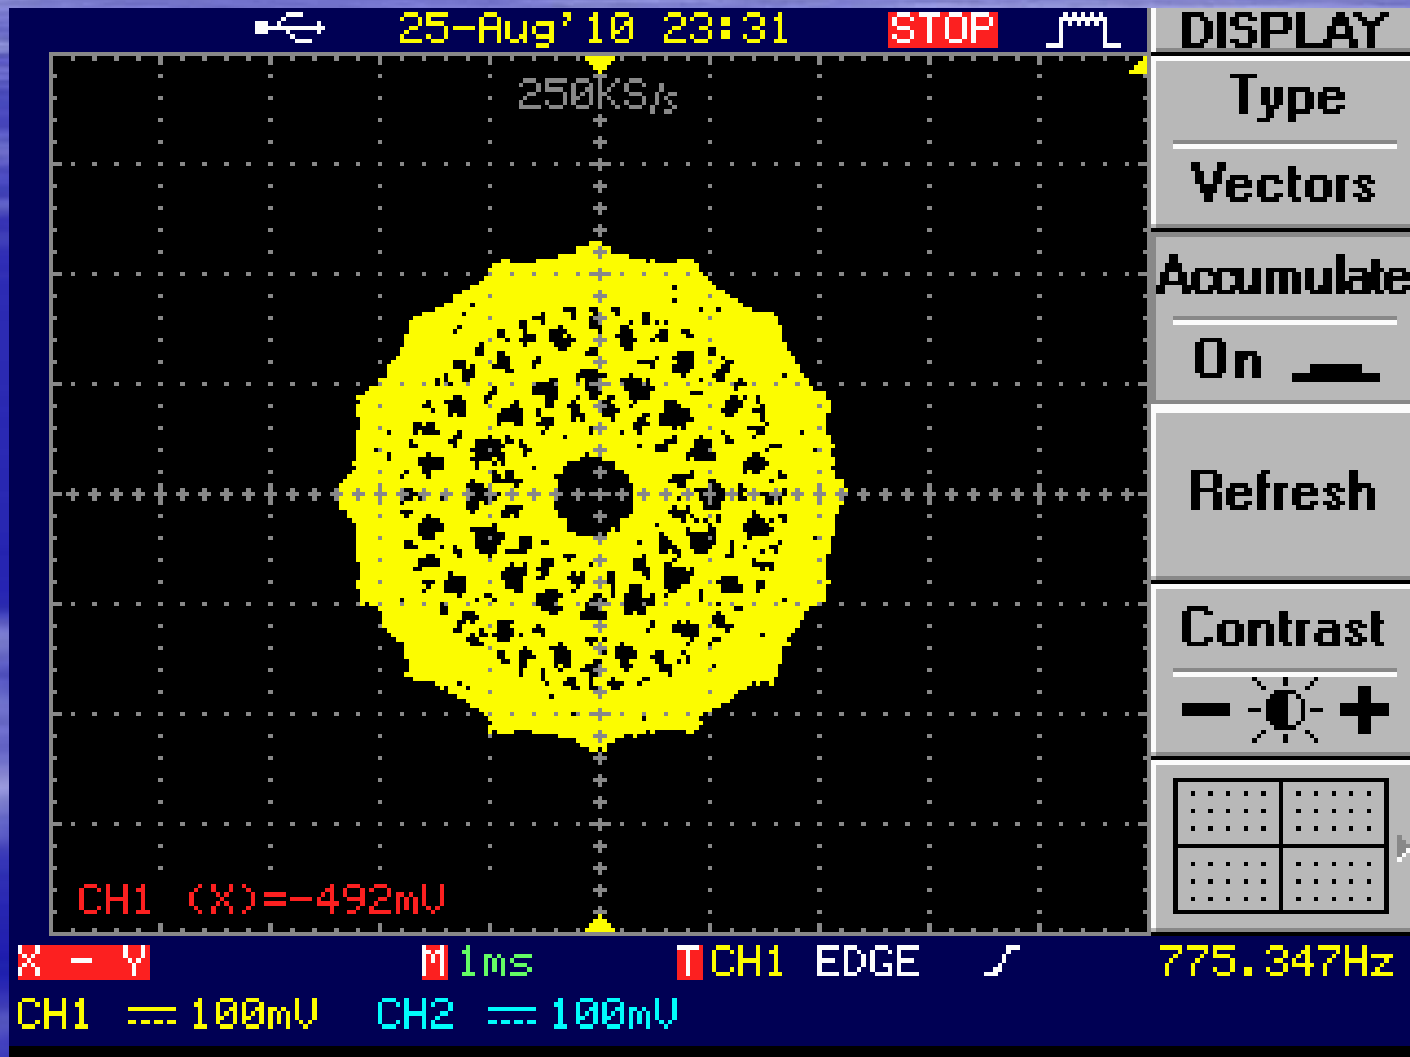 25-Aug'10 23:31 STOP DISPLAY
250KS/s
Type
Vectors
Accumulate
On
Refresh
Contrast
CH1 (X)=-492mV
X - Y M 1ms T CH1 EDGE 775.347Hz
CH1 100mV CH2 100mV